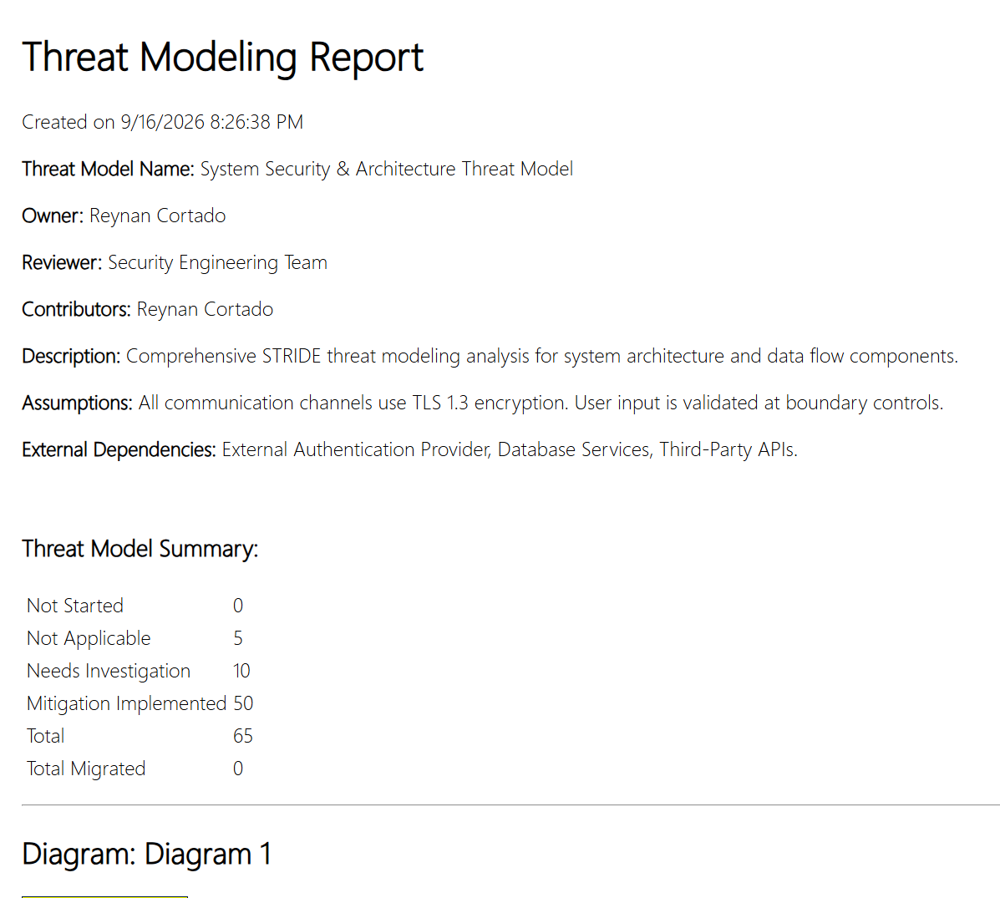 Threat Modeling Report
Created on 9/16/2026 8:26:38 PM
Threat Model Name: System Security & Architecture Threat Model
Owner: Reynan Cortado
Reviewer: Security Engineering Team
Contributors: Reynan Cortado
Description: Comprehensive STRIDE threat modeling analysis for system architecture and data flow components.
Assumptions: All communication channels use TLS 1.3 encryption. User input is validated at boundary controls.
External Dependencies: External Authentication Provider, Database Services, Third-Party APIs.
Threat Model Summary:
Not Started 0
Not Applicable 5
Needs Investigation 10
Mitigation Implemented 50
Total 65
Total Migrated 0
Diagram: Diagram 1